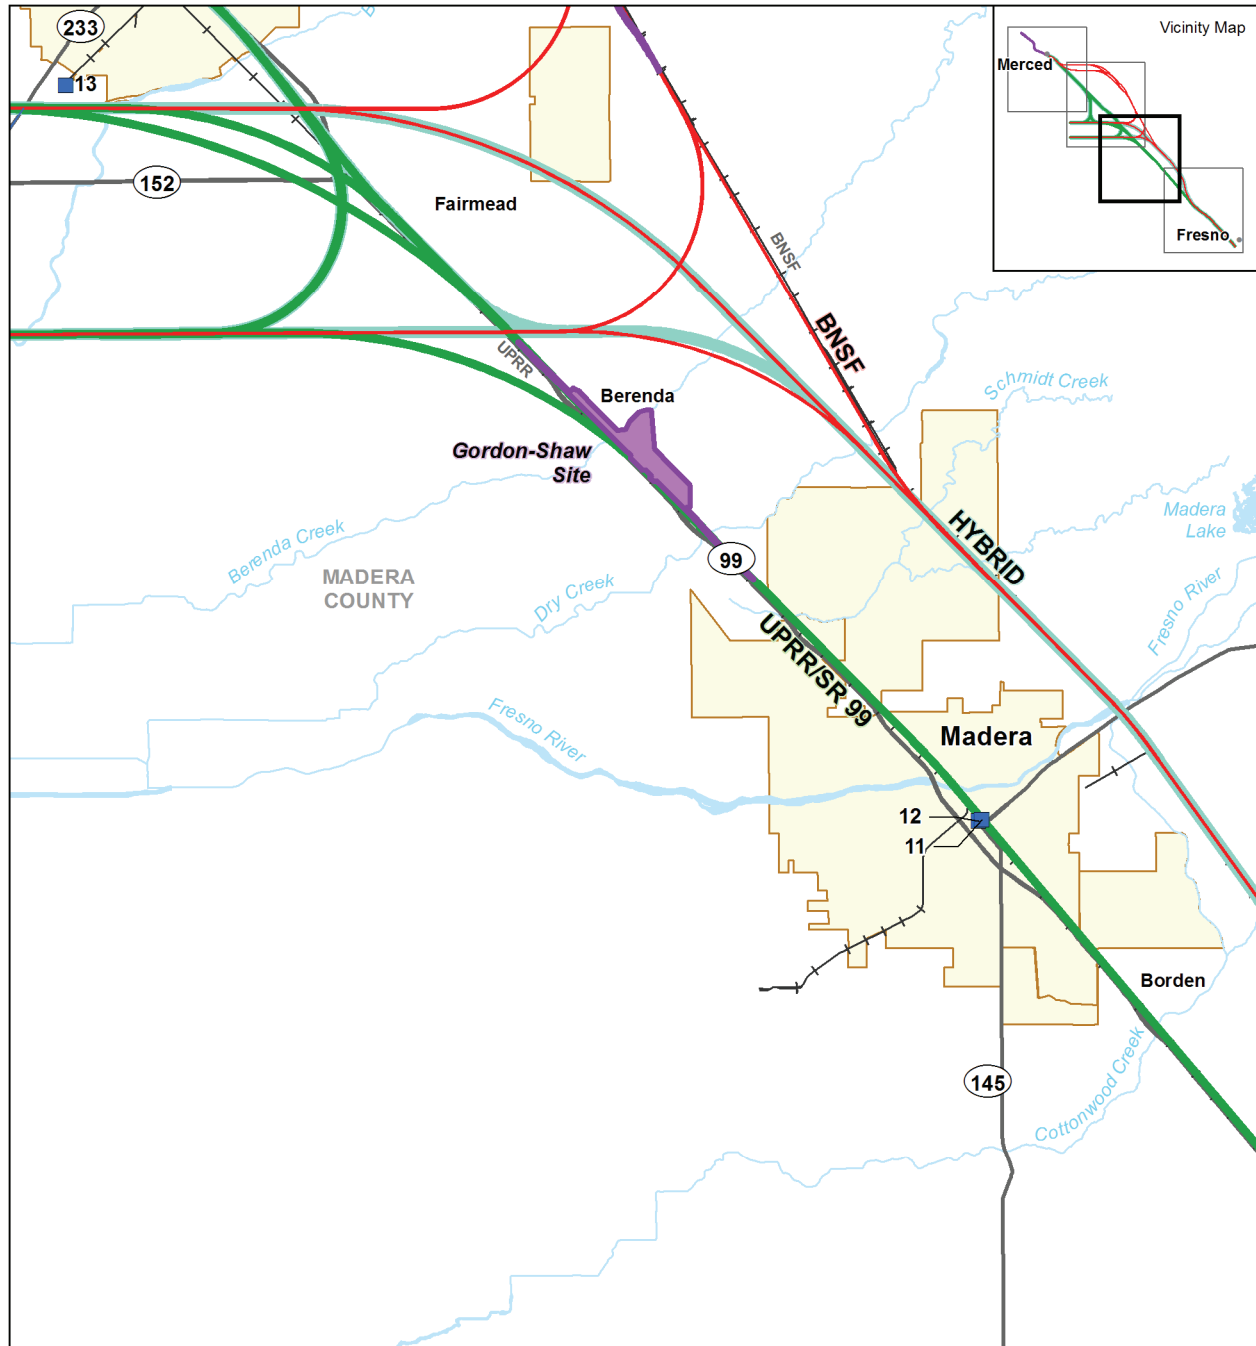 233
Vicinity Map
Merced
Fresno
13
152
Fairmead
BNSF
BNSF
UPRR
Berenda
Schmidt Creek
Gordon-Shaw
Site
Madera
Lake
HYBRID
Berenda Creek
99
MADERA
COUNTY
Dry Creek
Fresno River
UPRR/SR 99
Fresno River
Madera
12
11
Borden
145
Cottonwood Creek